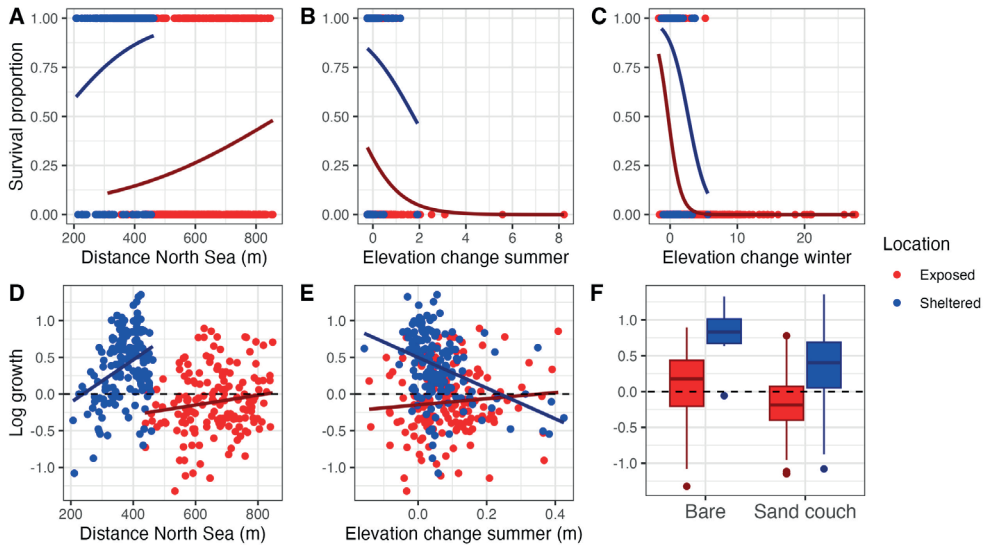 A
B
C
Survival proportion
1.00
0.75
0.50
0.25
0.00
200 400 600 800
Distance North Sea (m)
1.00
0.75
0.50
0.25
0.00
0 2 4 6 8
Elevation change summer
1.00
0.75
0.50
0.25
0.00
0 10 20
Elevation change winter
Location
Exposed
Sheltered
D
E
F
Log growth
1.0
0.5
0.0
-0.5
-1.0
200 400 600 800
Distance North Sea (m)
1.0
0.5
0.0
-0.5
-1.0
0.0 0.2 0.4
Elevation change summer (m)
1.0
0.5
0.0
-0.5
-1.0
Bare Sand couch